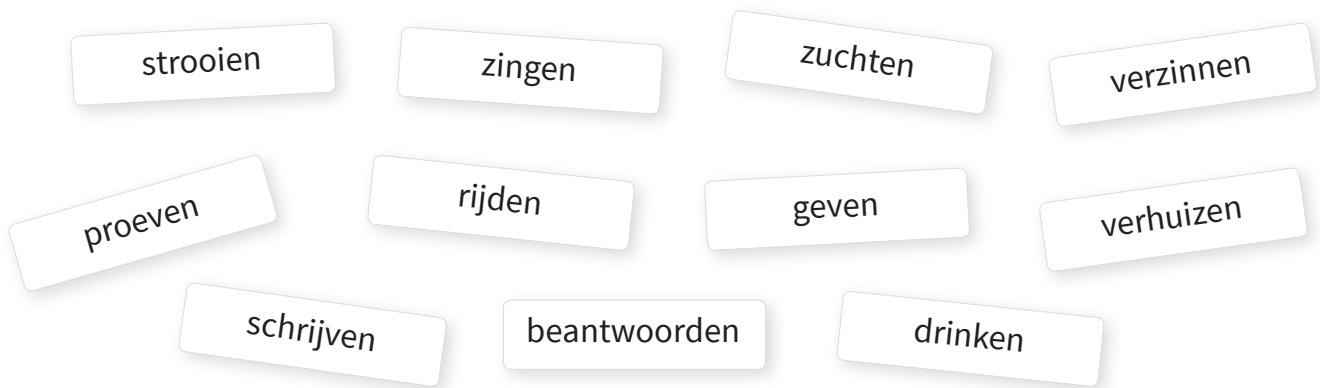 strooien
zingen
zuchten
verzinnen
proeven
rijden
geven
verhuizen
schrijven
beantwoorden
drinken